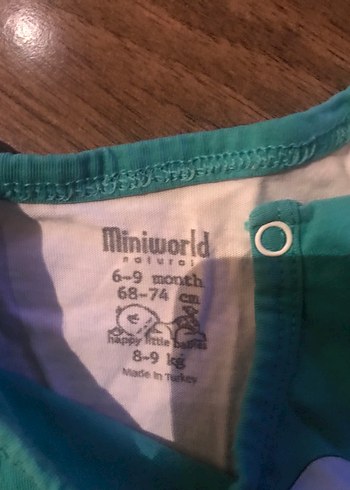 Miniworld
natural
6-9 month
68-74 cm
happy little babies
8-9 kg
Made in Turkey